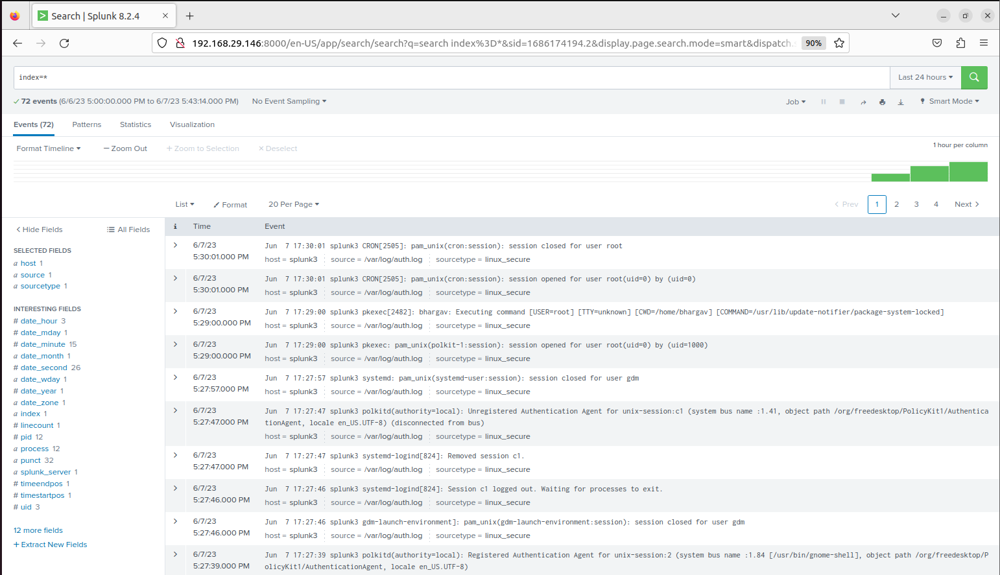 Search | Splunk 8.2.4
192.168.29.146:8000/en-US/app/search/search?q=search index%3D*&sid=1686174194.2&display.page.search.mode=smart&dispatch.
90%
index=*
Last 24 hours
72 events (6/6/23 5:00:00.000 PM to 6/7/23 5:43:14.000 PM)
No Event Sampling
Job
Smart Mode
Events (72)
Patterns
Statistics
Visualization
Format Timeline
— Zoom Out
+ Zoom to Selection
× Deselect
1 hour per column
List
Format
20 Per Page
< Prev
1
2
3
4
Next >
< Hide Fields
All Fields
SELECTED FIELDS
a host 1
a source 1
a sourcetype 1
INTERESTING FIELDS
# date_hour 3
# date_mday 1
# date_minute 15
a date_month 1
# date_second 26
a date_wday 1
# date_year 1
a date_zone 1
a index 1
# linecount 1
# pid 12
a process 12
a punct 32
a splunk_server 1
# timeendpos 1
# timestartpos 1
# uid 3
12 more fields
+ Extract New Fields
i
Time
Event
6/7/23
5:30:01.000 PM
Jun  7 17:30:01 splunk3 CRON[2505]: pam_unix(cron:session): session closed for user root
host = splunk3 source = /var/log/auth.log sourcetype = linux_secure
6/7/23
5:30:01.000 PM
Jun  7 17:30:01 splunk3 CRON[2505]: pam_unix(cron:session): session opened for user root(uid=0) by (uid=0)
host = splunk3 source = /var/log/auth.log sourcetype = linux_secure
6/7/23
5:29:00.000 PM
Jun  7 17:29:00 splunk3 pkexec[2482]: bhargav: Executing command [USER=root] [TTY=unknown] [CWD=/home/bhargav] [COMMAND=/usr/lib/update-notifier/package-system-locked]
host = splunk3 source = /var/log/auth.log sourcetype = linux_secure
6/7/23
5:29:00.000 PM
Jun  7 17:29:00 splunk3 pkexec: pam_unix(polkit-1:session): session opened for user root(uid=0) by (uid=1000)
host = splunk3 source = /var/log/auth.log sourcetype = linux_secure
6/7/23
5:27:57.000 PM
Jun  7 17:27:57 splunk3 systemd: pam_unix(systemd-user:session): session closed for user gdm
host = splunk3 source = /var/log/auth.log sourcetype = linux_secure
6/7/23
5:27:47.000 PM
Jun  7 17:27:47 splunk3 polkitd(authority=local): Unregistered Authentication Agent for unix-session:c1 (system bus name :1.41, object path /org/freedesktop/PolicyKit1/Authentica
tionAgent, locale en_US.UTF-8) (disconnected from bus)
host = splunk3 source = /var/log/auth.log sourcetype = linux_secure
6/7/23
5:27:47.000 PM
Jun  7 17:27:47 splunk3 systemd-logind[824]: Removed session c1.
host = splunk3 source = /var/log/auth.log sourcetype = linux_secure
6/7/23
5:27:46.000 PM
Jun  7 17:27:46 splunk3 systemd-logind[824]: Session c1 logged out. Waiting for processes to exit.
host = splunk3 source = /var/log/auth.log sourcetype = linux_secure
6/7/23
5:27:46.000 PM
Jun  7 17:27:46 splunk3 gdm-launch-environment]: pam_unix(gdm-launch-environment:session): session closed for user gdm
host = splunk3 source = /var/log/auth.log sourcetype = linux_secure
6/7/23
5:27:39.000 PM
Jun  7 17:27:39 splunk3 polkitd(authority=local): Registered Authentication Agent for unix-session:2 (system bus name :1.84 [/usr/bin/gnome-shell], object path /org/freedesktop/P
olicyKit1/AuthenticationAgent, locale en_US.UTF-8)